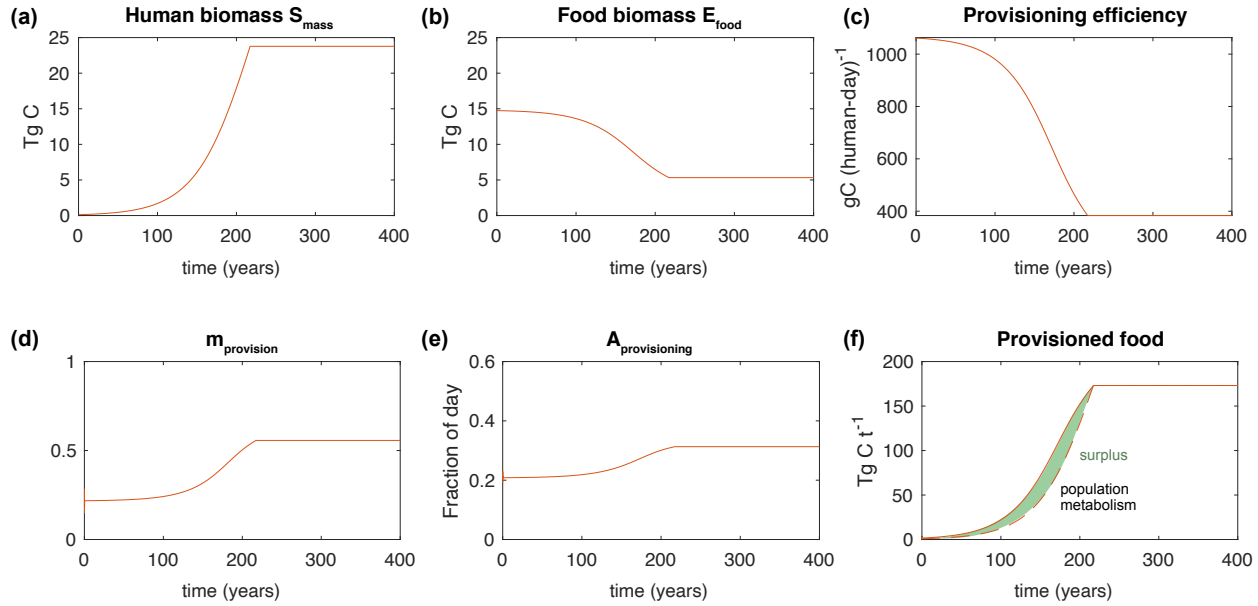 (a)
Human biomass S_mass
Tg C
25
20
15
10
5
0
0 100 200 300 400
time (years)
(b)
Food biomass E_food
Tg C
25
20
15
10
5
0
0 100 200 300 400
time (years)
(c)
Provisioning efficiency
gC (human-day)^-1
1000
800
600
400
0 100 200 300 400
time (years)
(d)
m_provision
1
0.5
0
0 100 200 300 400
time (years)
(e)
A_provisioning
Fraction of day
0.6
0.4
0.2
0
0 100 200 300 400
time (years)
(f)
Provisioned food
Tg C t^-1
200
150
100
50
0
surplus
population
metabolism
0 100 200 300 400
time (years)